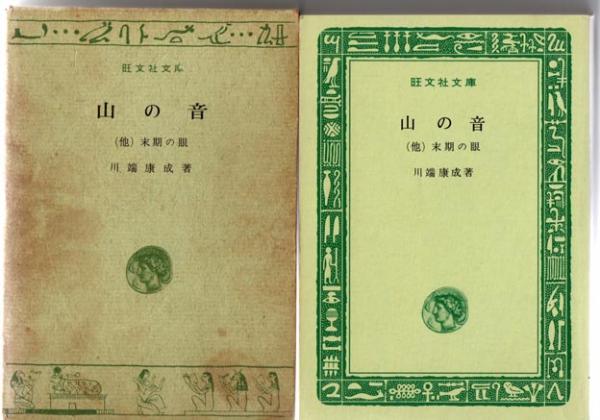 旺文社文庫
山の音
(他) 末期の眼
川端康成著
旺文社文庫
山の音
(他) 末期の眼
川端康成著